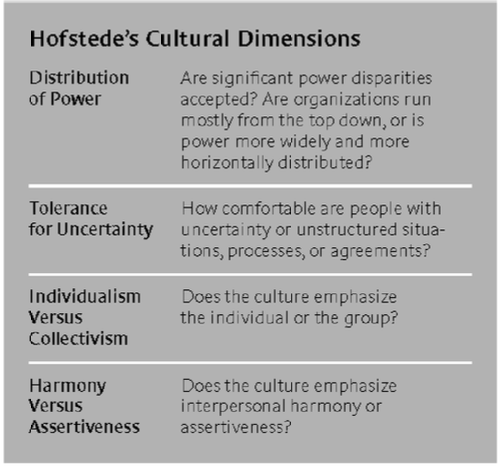 Hofstede's Cultural Dimensions
Distribution
of Power
Are significant power disparities
accepted? Are organizations run
mostly from the top down, or is
power more widely and more
horizontally distributed?
Tolerance
for Uncertainty
How comfortable are people with
uncertainty or unstructured situa-
tions, processes, or agreements?
Individualism
Versus
Collectivism
Does the culture emphasize
the individual or the group?
Harmony
Versus
Assertiveness
Does the culture emphasize
interpersonal harmony or
assertiveness?